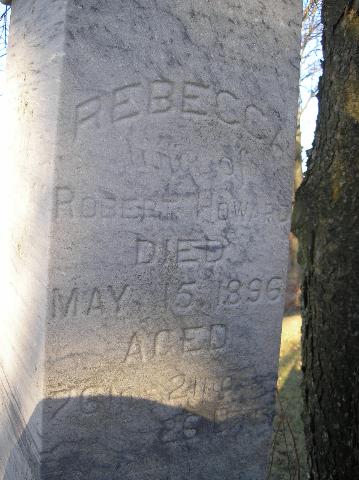 REBECCA
Wife of
ROBERT HOWARD
DIED
MAY. 15. 1896
AGED